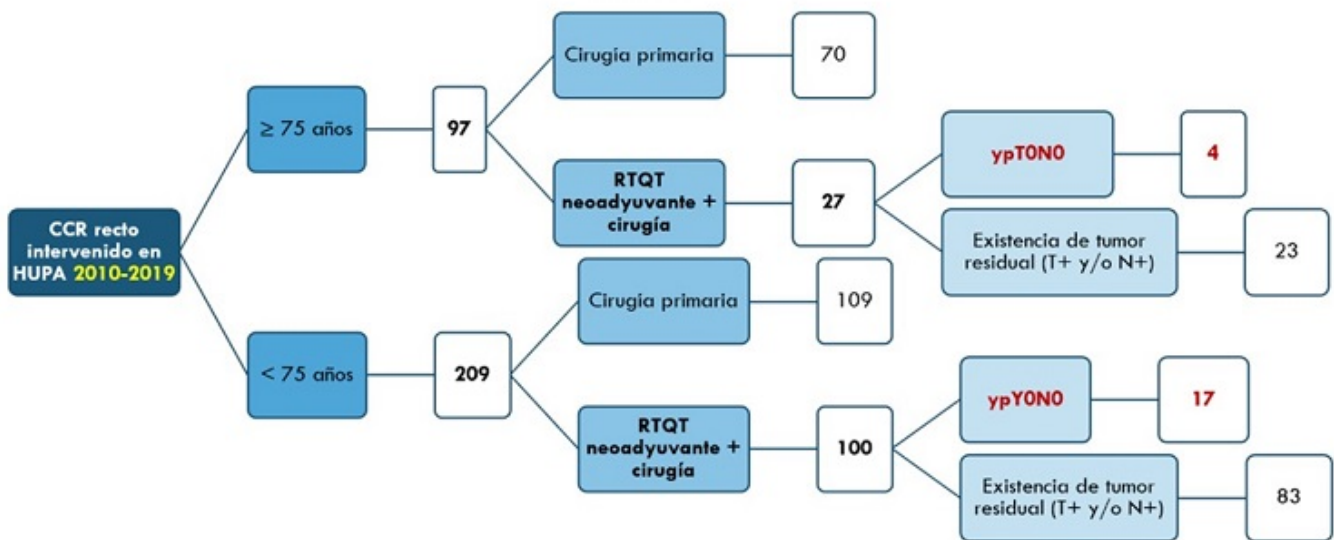 CCR recto
intervenido en
HUPA 2010-2019
≥ 75 años
97
Cirugía primaria
70
RTQT
neoadyuvante +
cirugía
27
ypT0N0
4
Existencia de tumor
residual (T+ y/o N+)
23
< 75 años
209
Cirugía primaria
109
RTQT
neoadyuvante +
cirugía
100
ypY0N0
17
Existencia de tumor
residual (T+ y/o N+)
83